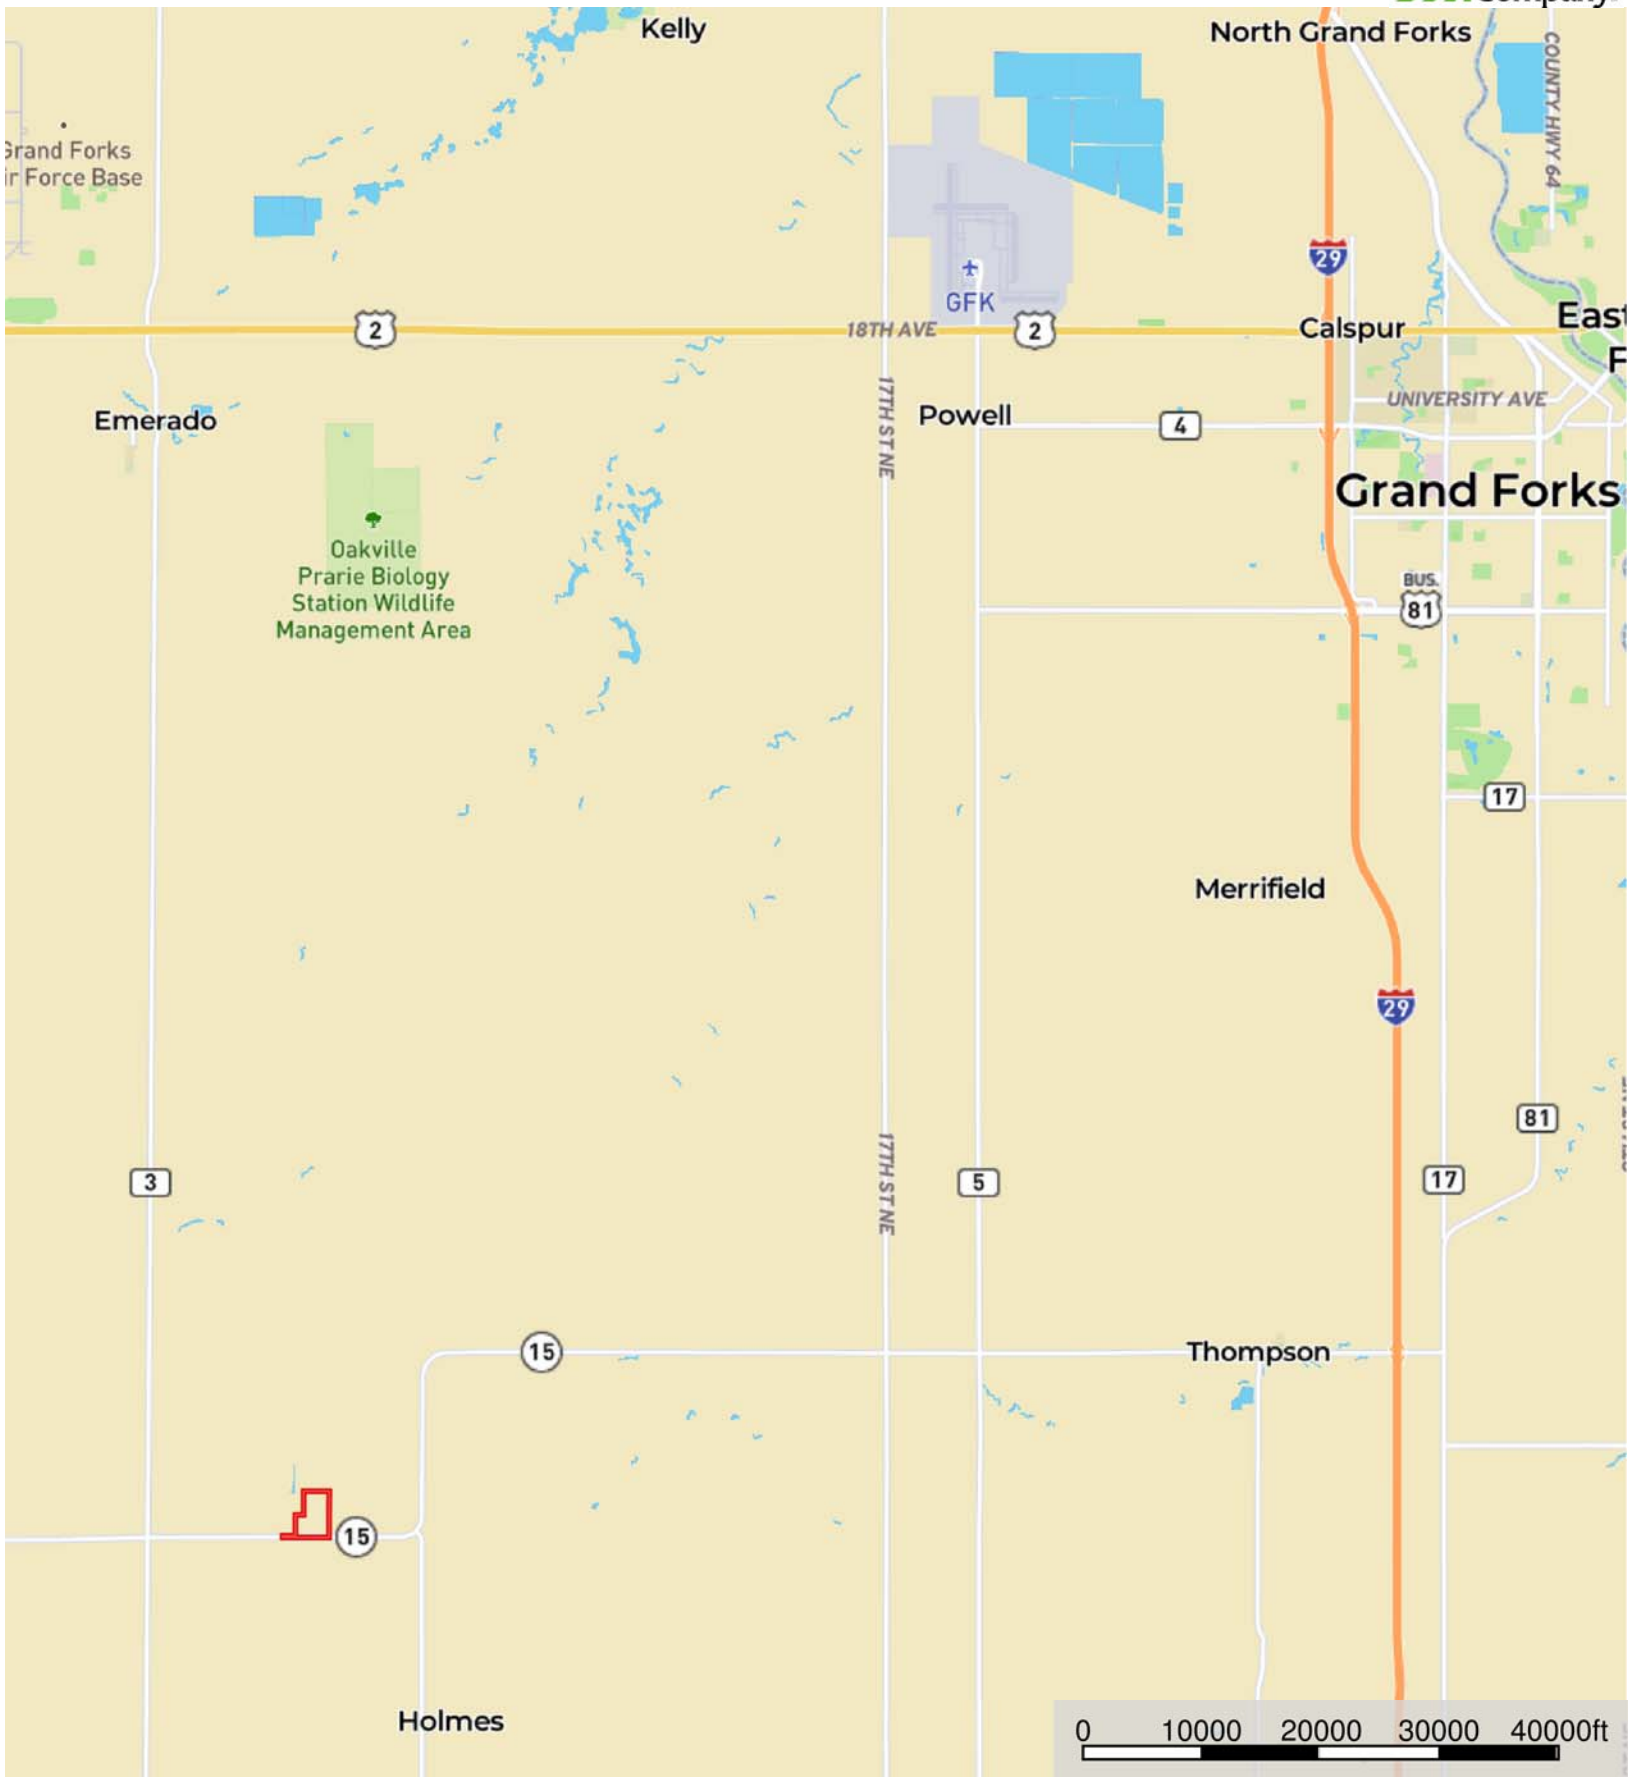 Kelly
North Grand Forks
COUNTY HWY 64
Grand Forks
ir Force Base
29
GFK
2
18TH AVE
2
Calspur
East
F
17TH ST NE
Emerado
Powell
4
UNIVERSITY AVE
Grand Forks
Oakville
Prarie Biology
Station Wildlife
Management Area
BUS.
81
17
Merrifield
29
81
3
17TH ST NE
5
17
15
Thompson
15
Holmes
0 10000 20000 30000 40000ft